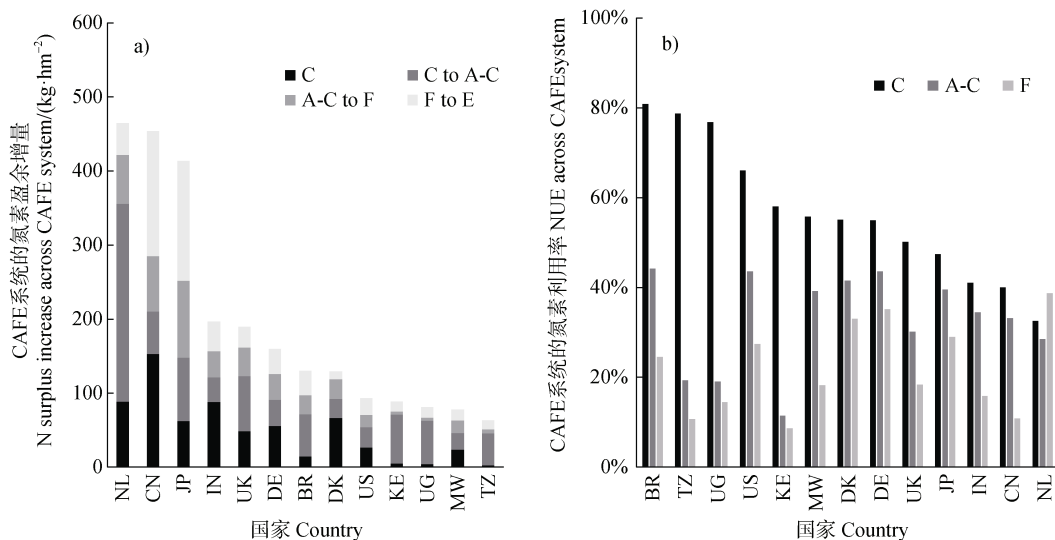 CAFE系统的氮素盈余增量
N surplus increase across CAFE system/(kg·hm⁻²)
600
500
400
300
200
100
0
a)
C
C to A-C
A-C to F
F to E
NL CN JP IN UK DE BR DK US KE UG MW TZ
国家 Country
CAFE系统的氮素利用率 NUE across CAFEsystem
100%
80%
60%
40%
20%
0%
b)
C A-C F
BR TZ UG US KE MW DK DE UK JP IN CN NL
国家 Country